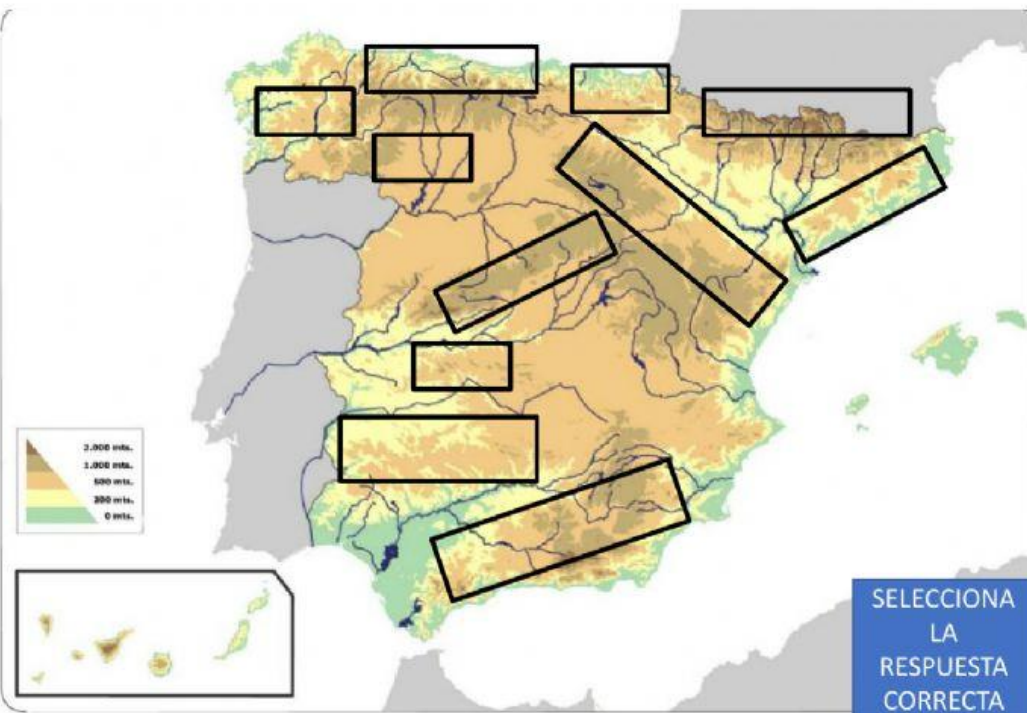 2.000 mts.
1.000 mts.
500 mts.
200 mts.
0 mts.
SELECCIONA
LA
RESPUESTA
CORRECTA